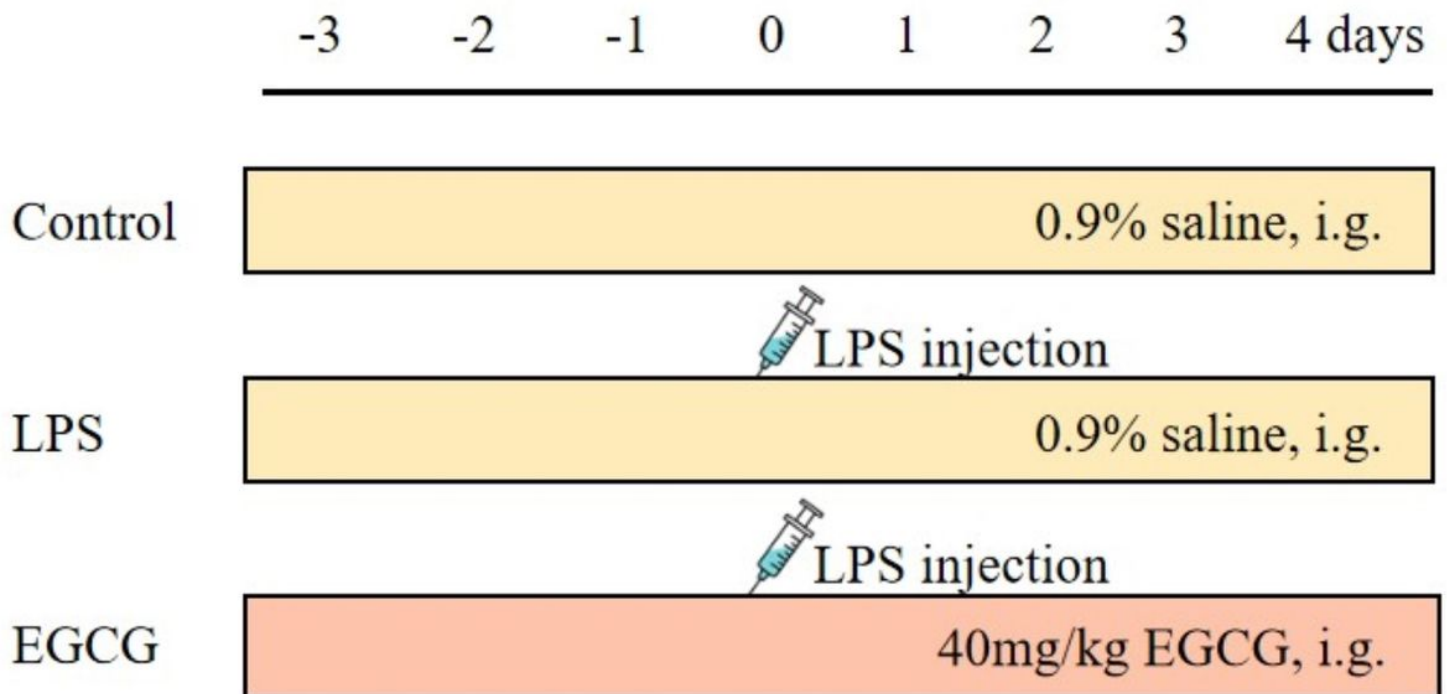 -3 -2 -1 0 1 2 3 4 days
Control
0.9% saline, i.g.
LPS injection
LPS
0.9% saline, i.g.
LPS injection
EGCG
40mg/kg EGCG, i.g.